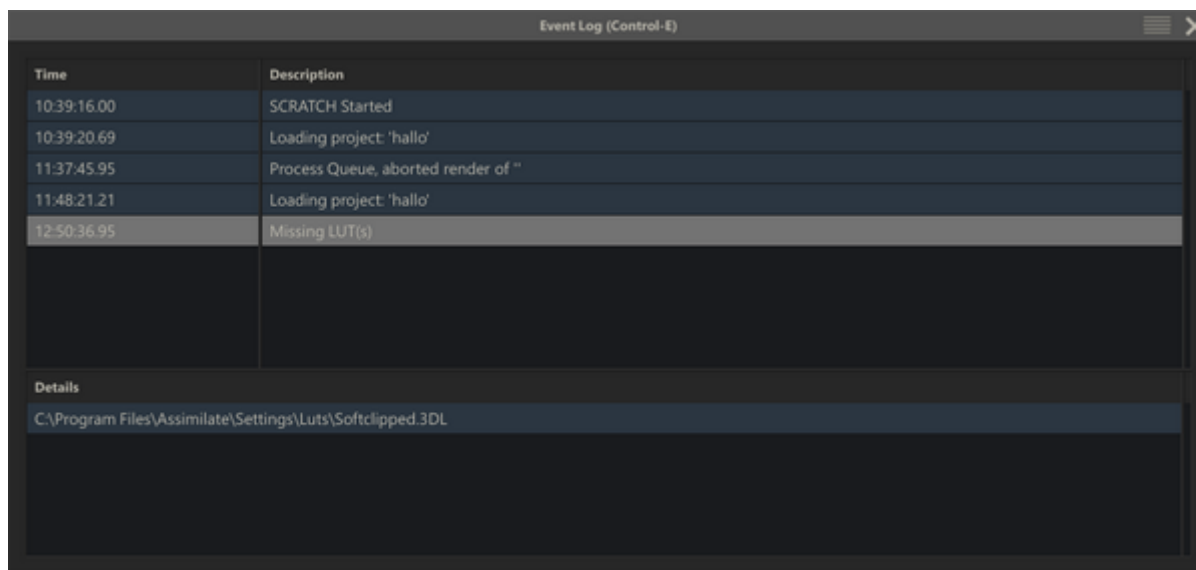 Event Log (Control-E)
Time Description
10:39:16.00 SCRATCH Started
10:39:20.69 Loading project: 'hallo'
11:37:45.95 Process Queue, aborted render of ''
11:48:21.21 Loading project: 'hallo'
12:50:36.95 Missing LUT(s)
Details
C:\Program Files\Assimilate\Settings\Luts\Softclipped.3DL